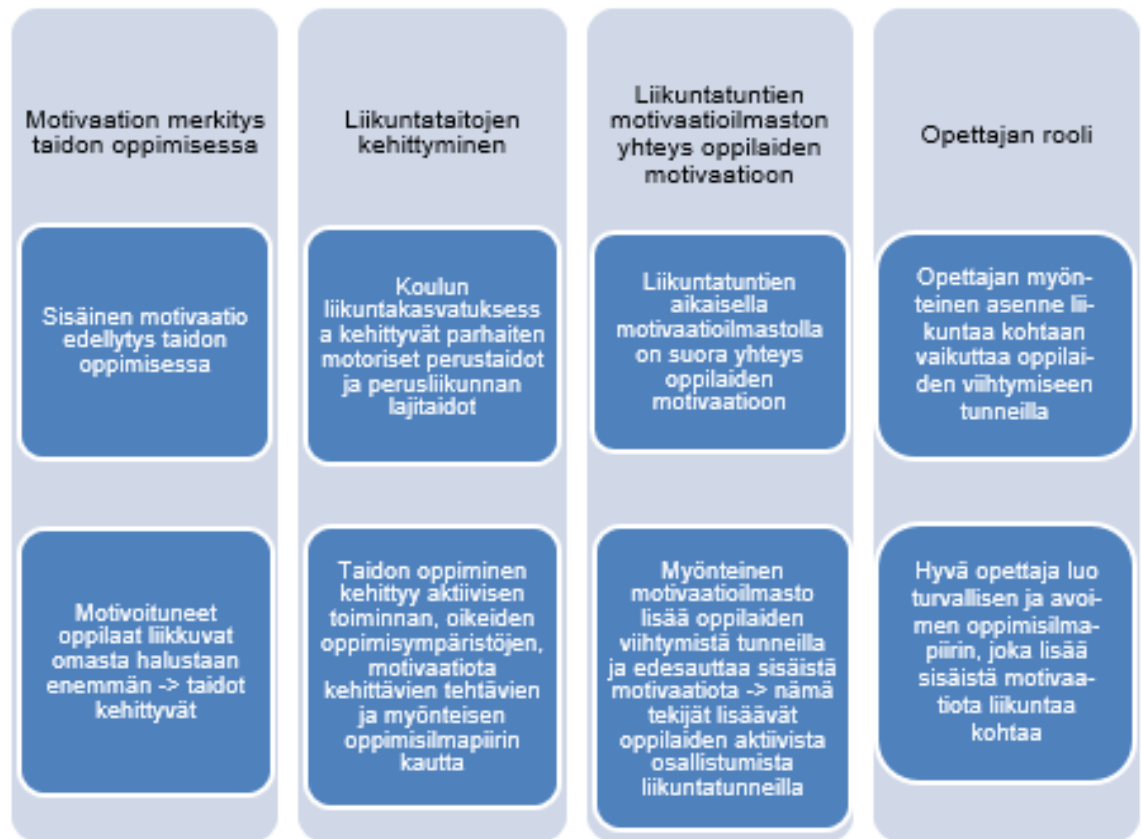 Motivaation merkitys
taidon oppimisessa
Sisäinen motivaatio
edellytys taidon
oppimisessa
Motivoituneet
oppilaat liikkuvat
omasta halustaan
enemmän -> taidot
kehittyvät
Liikuntataitojen
kehittyminen
Koulun
liikuntakasvatuksess
a kehittyvät parhaiten
motoriset perustaidot
ja perusliikunnan
lajitaidot
Taidon oppiminen
kehittyy aktiivisen
toiminnan, oikeiden
oppimisympäristöjen,
motivaatiota
kehittävien tehtävien
ja myönteisen
oppimisilmapiirin
kautta
Liikuntatuntien
motivaatioilmaston
yhteys oppilaiden
motivaatioon
Liikuntatuntien
aikaisella
motivaatioilmastolla
on suora yhteys
oppilaiden
motivaatioon
Myönteinen
motivaatioilmasto
lisää oppilaiden
viihtymistä tunneilla
ja edesauttaa sisäistä
motivaatiota -> nämä
tekijät lisäävät
oppilaiden aktiivista
osallistumista
liikuntatunneilla
Opettajan rooli
Opettajan myön-
teinen asenne lii-
kuntaa kohtaan
vaikuttaa oppilai-
den viihtymiseen
tunneilla
Hyvä opettaja luo
turvallisen ja avoi-
men oppimisilma-
piirin, joka lisää
sisäistä motivaa-
tiota liikuntaa
kohtaa